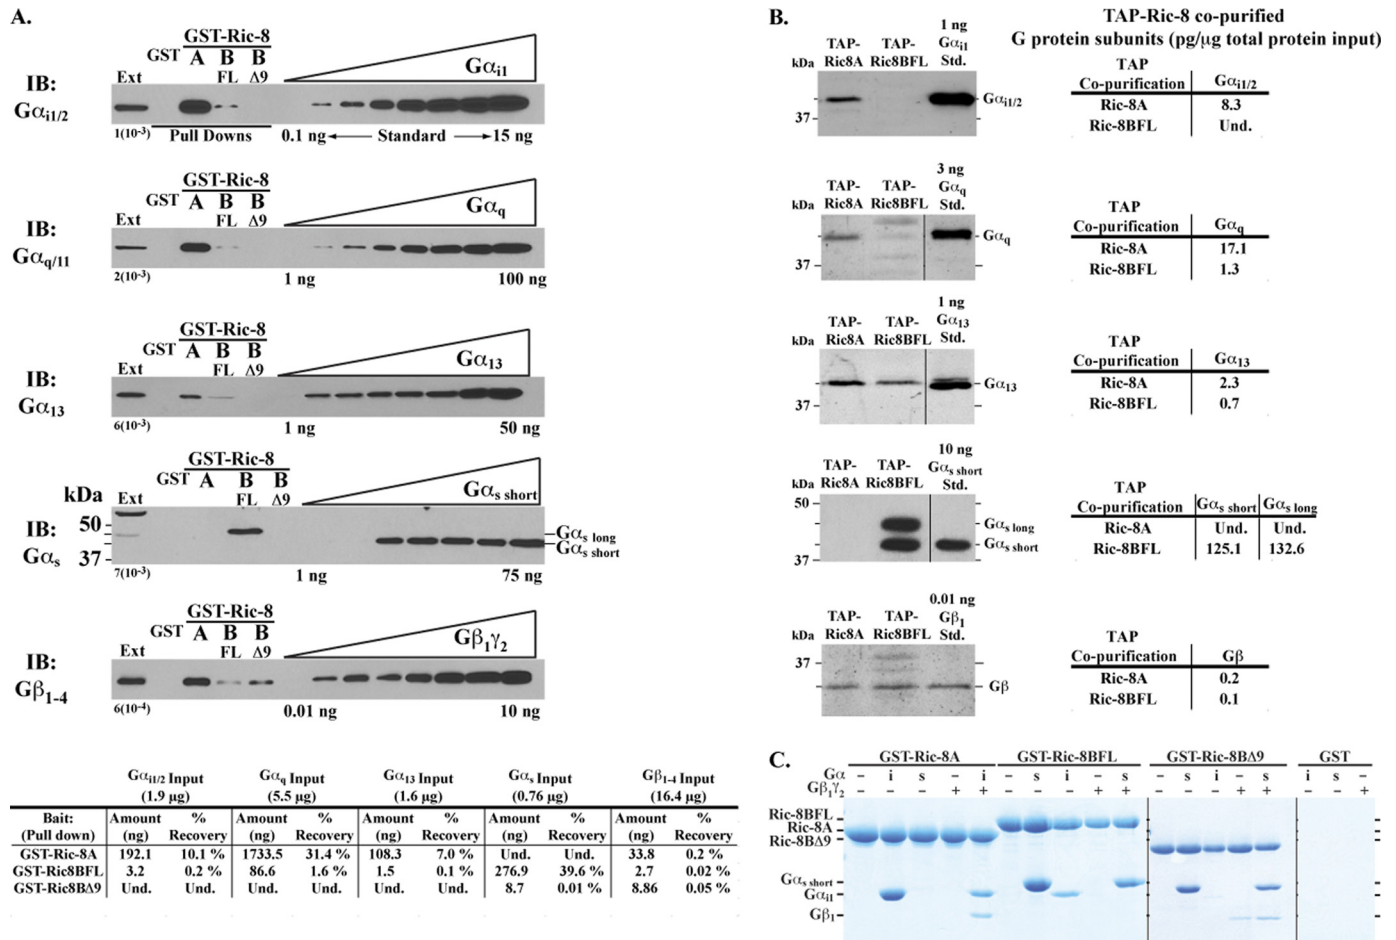 A.
GST-Ric-8
GST A B B
Ext FL Δ9
Gαi1
IB:
Gαi1/2
1(10-3) Pull Downs 0.1 ng Standard 15 ng
GST-Ric-8
GST A B B
Ext FL Δ9
Gαq
IB:
Gαq/11
2(10-3) 1 ng 100 ng
GST-Ric-8
GST A B B
Ext FL Δ9
Gα13
IB:
Gα13
6(10-3) 1 ng 50 ng
GST-Ric-8
GST A B B
kDa Ext FL Δ9
Gαs short
50
IB:
Gαs
37
Gαs long
Gαs short
7(10-3) 1 ng 75 ng
GST-Ric-8
GST A B B
Ext FL Δ9
Gβ1γ2
IB:
Gβ1-4
6(10-4) 0.01 ng 10 ng
Gαi1/2 Input Gαq Input Gα13 Input Gαs Input Gβ1-4 Input
(1.9 μg) (5.5 μg) (1.6 μg) (0.76 μg) (16.4 μg)
Bait: Amount % Amount % Amount % Amount % Amount %
(Pull down) (ng) Recovery (ng) Recovery (ng) Recovery (ng) Recovery (ng) Recovery
GST-Ric-8A 192.1 10.1 % 1733.5 31.4 % 108.3 7.0 % Und. Und. 33.8 0.2 %
GST-Ric8BFL 3.2 0.2 % 86.6 1.6 % 1.5 0.1 % 276.9 39.6 % 2.7 0.02 %
GST-Ric8BΔ9 Und. Und. Und. Und. Und. Und. 8.7 0.01 % 8.86 0.05 %
B.
TAP-Ric-8 co-purified
G protein subunits (pg/μg total protein input)
1 ng
TAP- TAP- Gαi1
kDa Ric8A Ric8BFL Std.
Gαi1/2
37
TAP
Co-purification Gαi1/2
Ric-8A 8.3
Ric-8BFL Und.
3 ng
TAP- TAP- Gαq
kDa Ric8A Ric8BFL Std.
Gαq
37
TAP
Co-purification Gαq
Ric-8A 17.1
Ric-8BFL 1.3
1 ng
TAP- TAP- Gα13
kDa Ric8A Ric8BFL Std.
Gα13
37
TAP
Co-purification Gα13
Ric-8A 2.3
Ric-8BFL 0.7
10 ng
TAP- TAP- Gαs short
kDa Ric8A Ric8BFL Std.
50
Gαs long
Gαs short
37
TAP
Co-purification Gαs short Gαs long
Ric-8A Und. Und.
Ric-8BFL 125.1 132.6
0.01 ng
TAP- TAP- Gβ1
kDa Ric8A Ric8BFL Std.
37
Gβ
TAP
Co-purification Gβ
Ric-8A 0.2
Ric-8BFL 0.1
C.
GST-Ric-8A GST-Ric-8BFL GST-Ric-8BΔ9 GST
Gα – i s – i – s i – s – s i – s i s –
Gβ1γ2 – – – + + – – – + + – – – + + – – +
Ric-8BFL
Ric-8A
Ric-8BΔ9
Gαs short
Gαi1
Gβ1